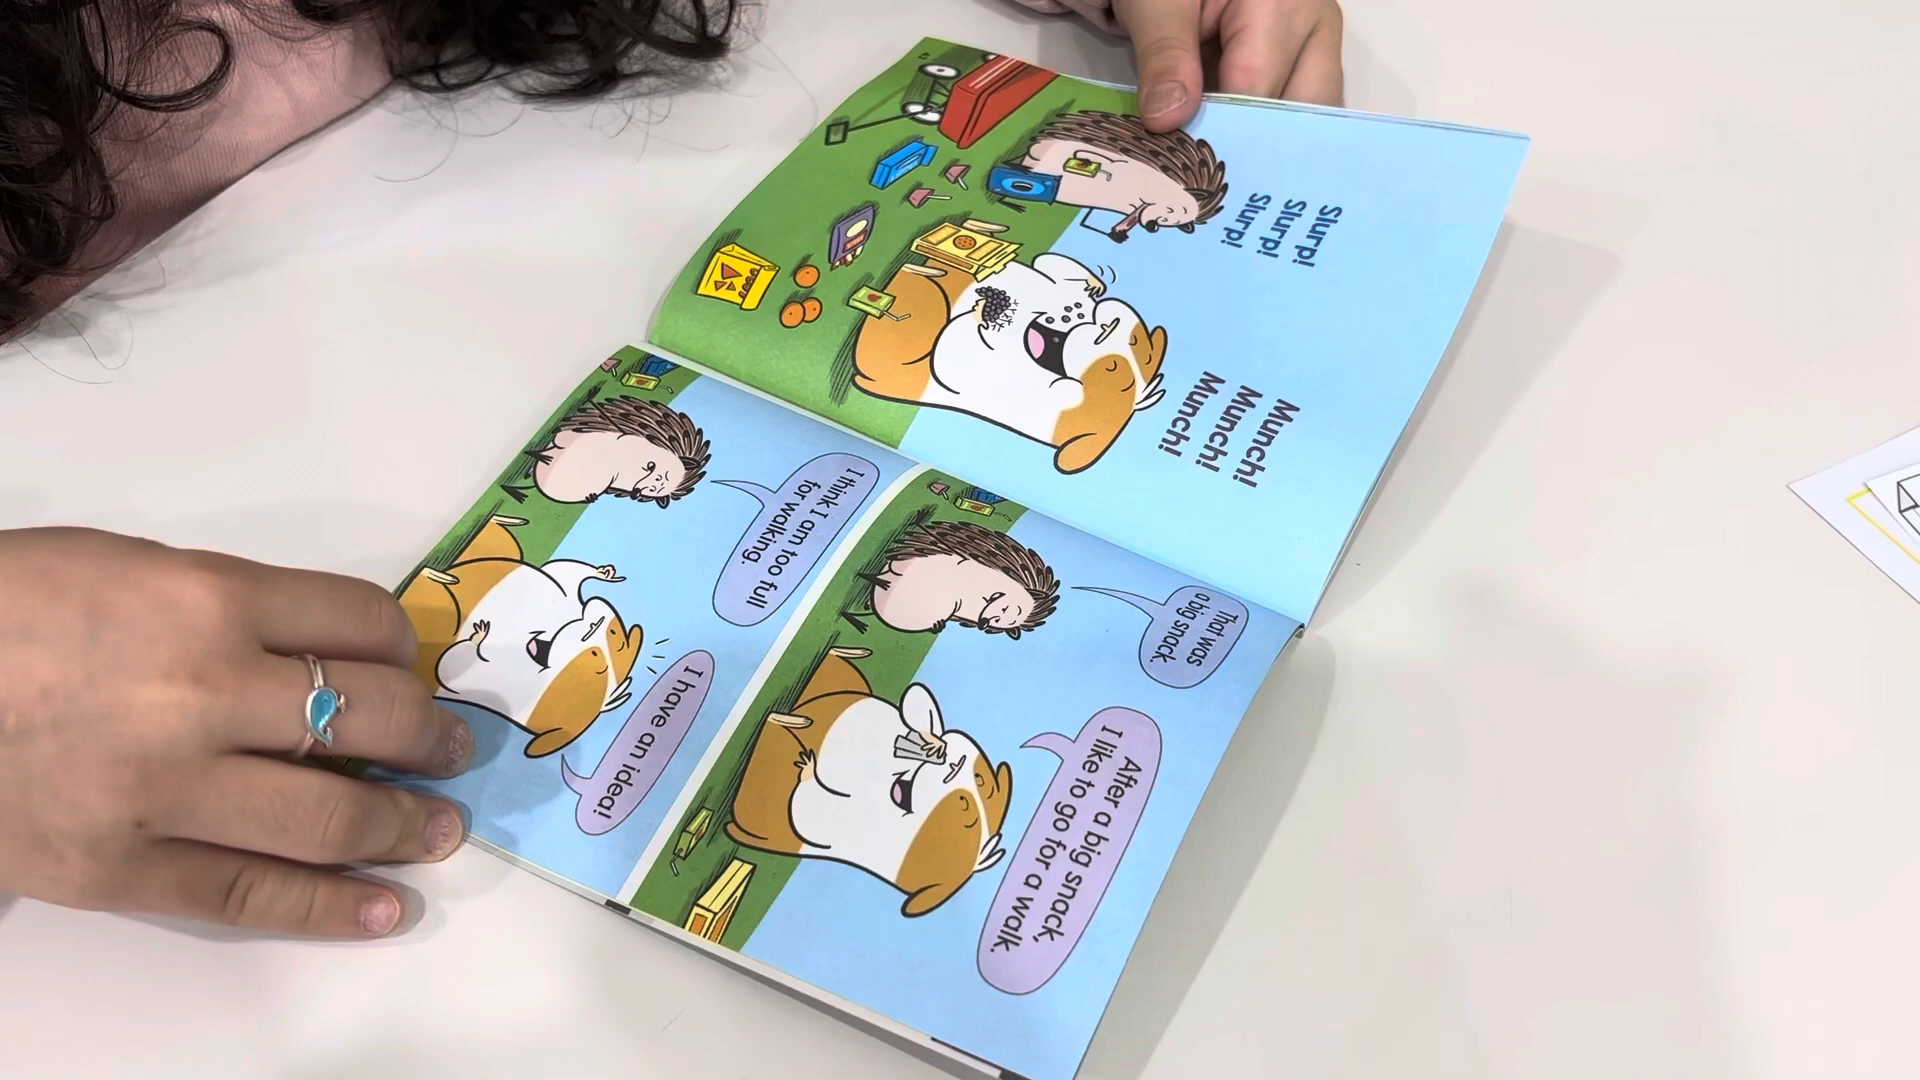 Slurp!
Slurp!
Slurp!
Munch!
Munch!
Munch!
That was
a big snack.
After a big snack,
I like to go for a walk.
I think I am too full
for walking.
I have an idea!